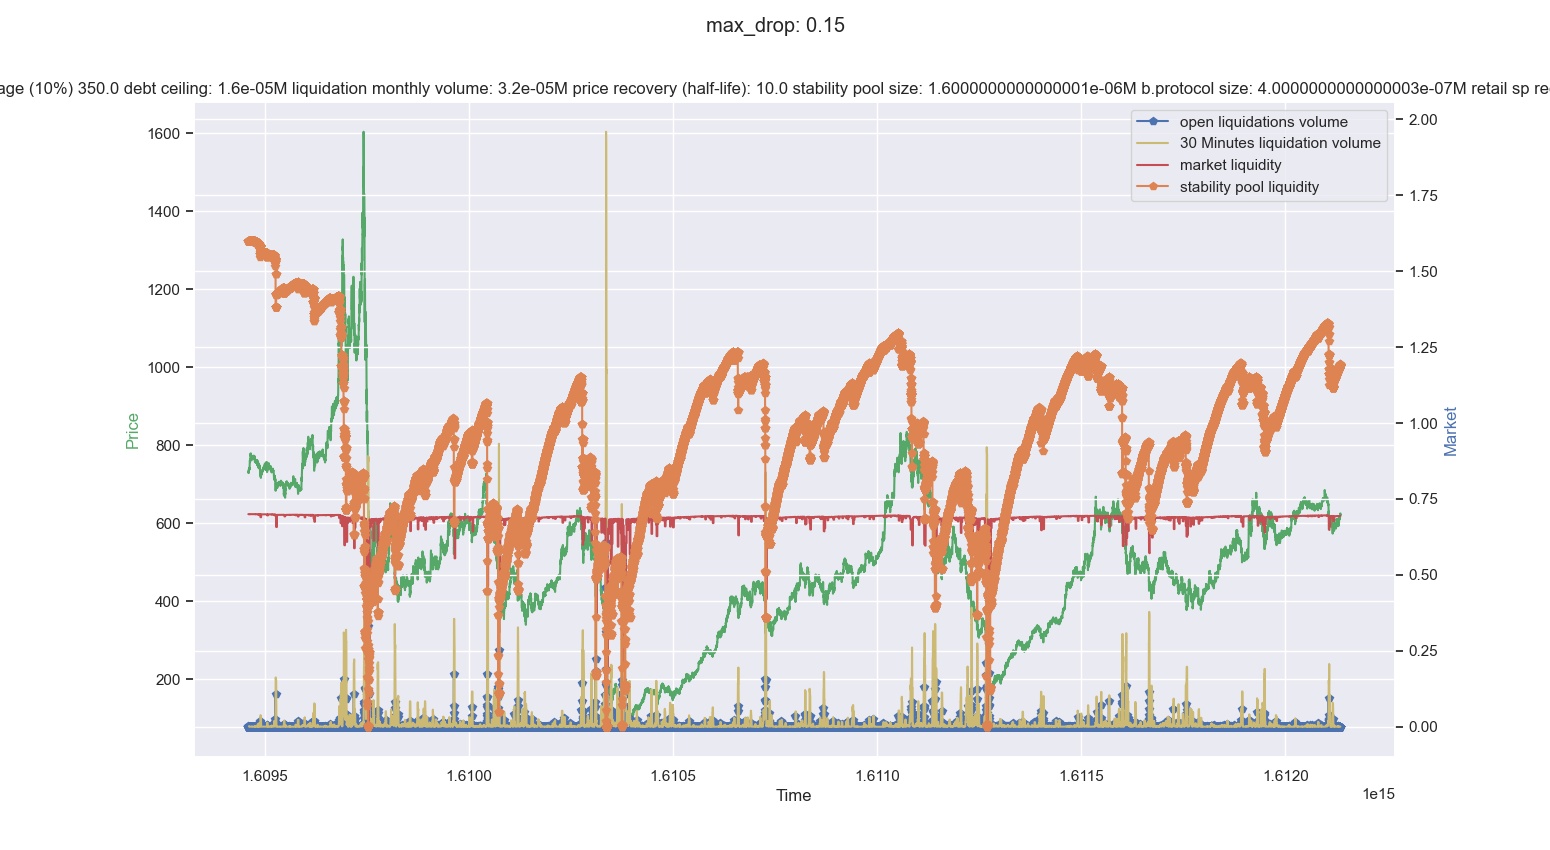 max_drop: 0.15
age (10%) 350.0 debt ceiling: 1.6e-05M liquidation monthly volume: 3.2e-05M price recovery (half-life): 10.0 stability pool size: 1.6000000000000001e-06M b.protocol size: 4.0000000000000003e-07M retail sp re
open liquidations volume
30 Minutes liquidation volume
market liquidity
stability pool liquidity
1600
1400
1200
1000
800
600
400
200
Price
2.00
1.75
1.50
1.25
1.00
0.75
0.50
0.25
0.00
Market
1.6095
1.6100
1.6105
1.6110
1.6115
1.6120
1e15
Time